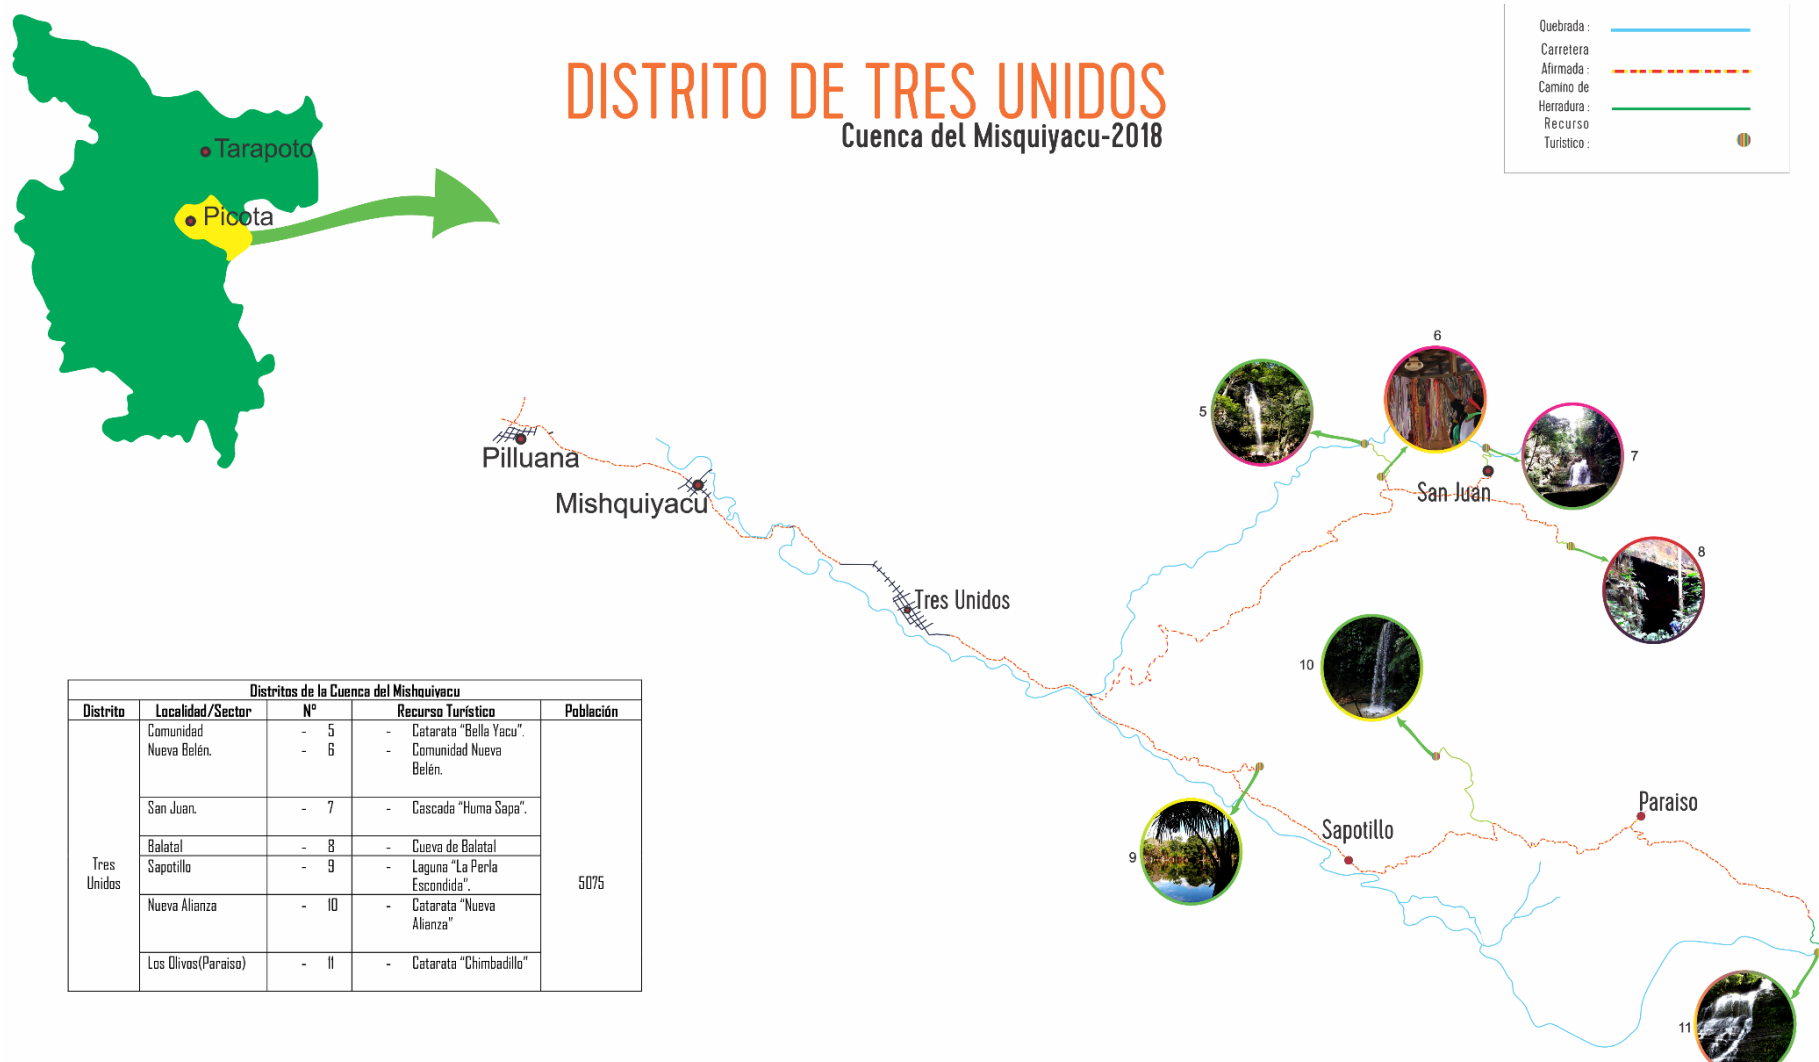 DISTRITO DE TRES UNIDOS
Cuenca del Misquiyacu-2018
Quebrada :
Carretera
Afirmada :
Camino de
Herradura :
Recurso
Turistico :
Tarapoto
Picota
Pilluana
Mishquiyacu
Tres Unidos
5
6
7
San Juan
8
10
9
Sapotillo
Paraiso
11
Distritos de la Cuenca del Mishquiyacu
Distrito Localidad/Sector N° Recurso Turístico Población
Tres
Unidos
Comunidad - 5 - Catarata "Bella Yacu".
Nueva Belén. - 6 - Comunidad Nueva
Belén.
San Juan. - 7 - Cascada "Huma Sapa".
Balatal - 8 - Cueva de Balatal
Sapotillo - 9 - Laguna "La Perla
Escondida".
Nueva Alianza - 10 - Catarata "Nueva
Alianza"
Los Olivos(Paraiso) - 11 - Catarata "Chimbadillo"
5075